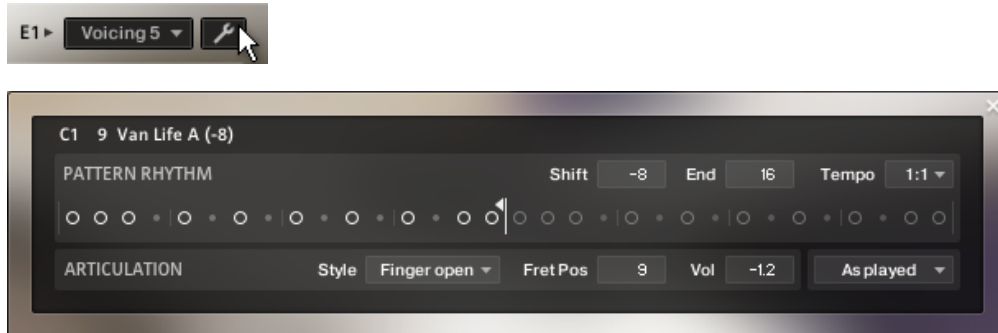 E1 Voicing 5
C1 9 Van Life A (-8)
PATTERN RHYTHM Shift -8 End 16 Tempo 1:1
ARTICULATION Style Finger open Fret Pos 9 Vol -1.2 As played